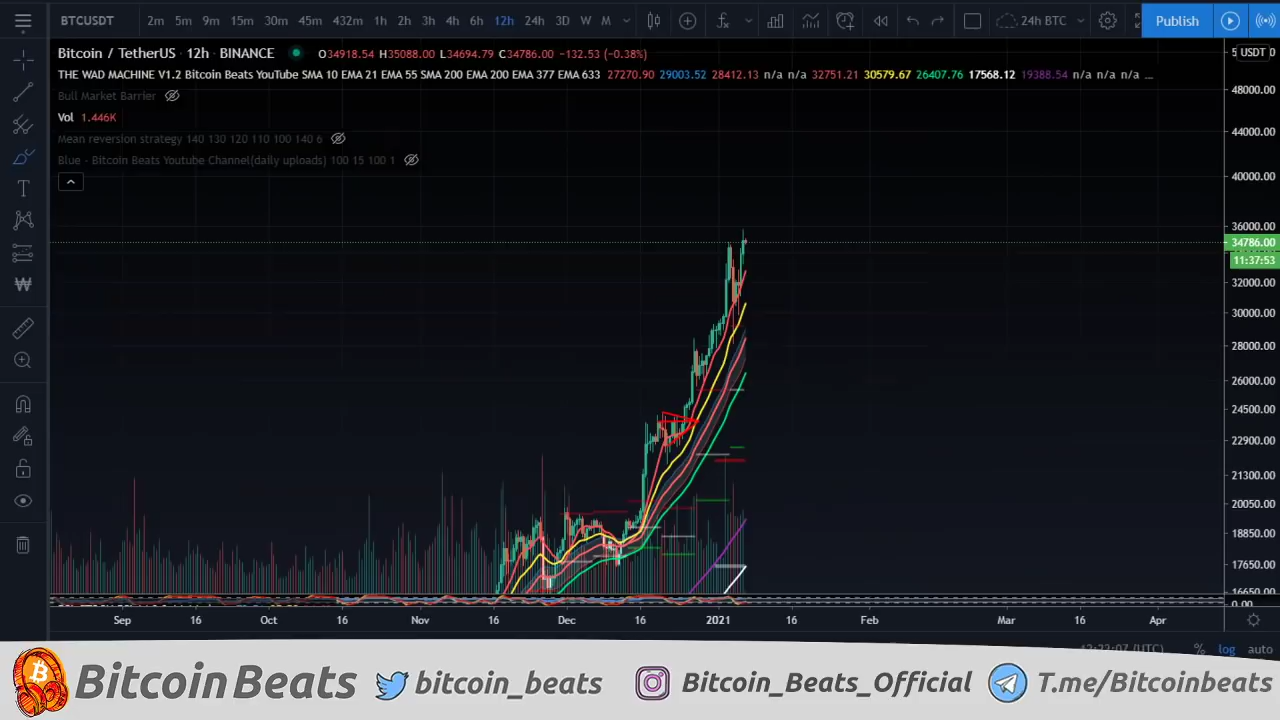 BTCUSDT 2m 5m 9m 15m 30m 45m 432m 1h 2h 3h 4h 6h 12h 24h 3D W M 24h BTC Publish
Bitcoin / TetherUS · 12h · BINANCE O34918.54 H35088.00 L34694.79 C34786.00 −132.53 (−0.38%) USDT
THE WAD MACHINE V1.2 Bitcoin Beats YouTube SMA 10 EMA 21 EMA 55 SMA 200 EMA 200 EMA 377 EMA 633 27270.90 29003.52 28412.13 n/a n/a 32751.21 30579.67 26407.76 17568.12 19388.54 n/a n/a n/a ...
Bull Market Barrier
48000.00
Vol 1.446K
44000.00
Mean reversion strategy 140 130 120 110 100 140 6
Blue - Bitcoin Beats Youtube Channel(daily uploads) 100 15 100 1
40000.00
36000.00
34786.00
11:37:53
32000.00
30000.00
28000.00
26000.00
24500.00
22900.00
21300.00
20050.00
18850.00
17650.00
16650.00
0.00
Sep 16 Oct 16 Nov 16 Dec 16 2021 16 Feb Mar 16 Apr
% log auto
BitcoinBeats bitcoin_beats Bitcoin_Beats_Official T.me/Bitcoinbeats